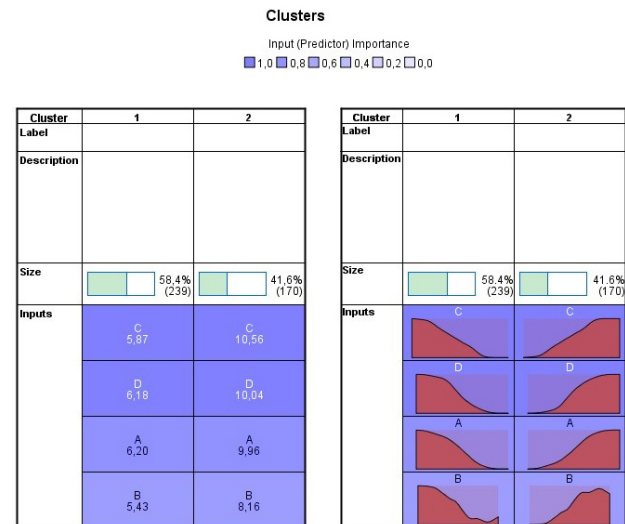 Clusters
Input (Predictor) Importance
1,0 0,8 0,6 0,4 0,2 0,0
Cluster 1 2
Label
Description
Size 58,4% (239) 41,6% (170)
Inputs
C 5,87 C 10,56
D 6,18 D 10,04
A 6,20 A 9,96
B 5,43 B 8,16
Cluster 1 2
Label
Description
Size 58.4% (239) 41.6% (170)
Inputs
C C
D D
A A
B B